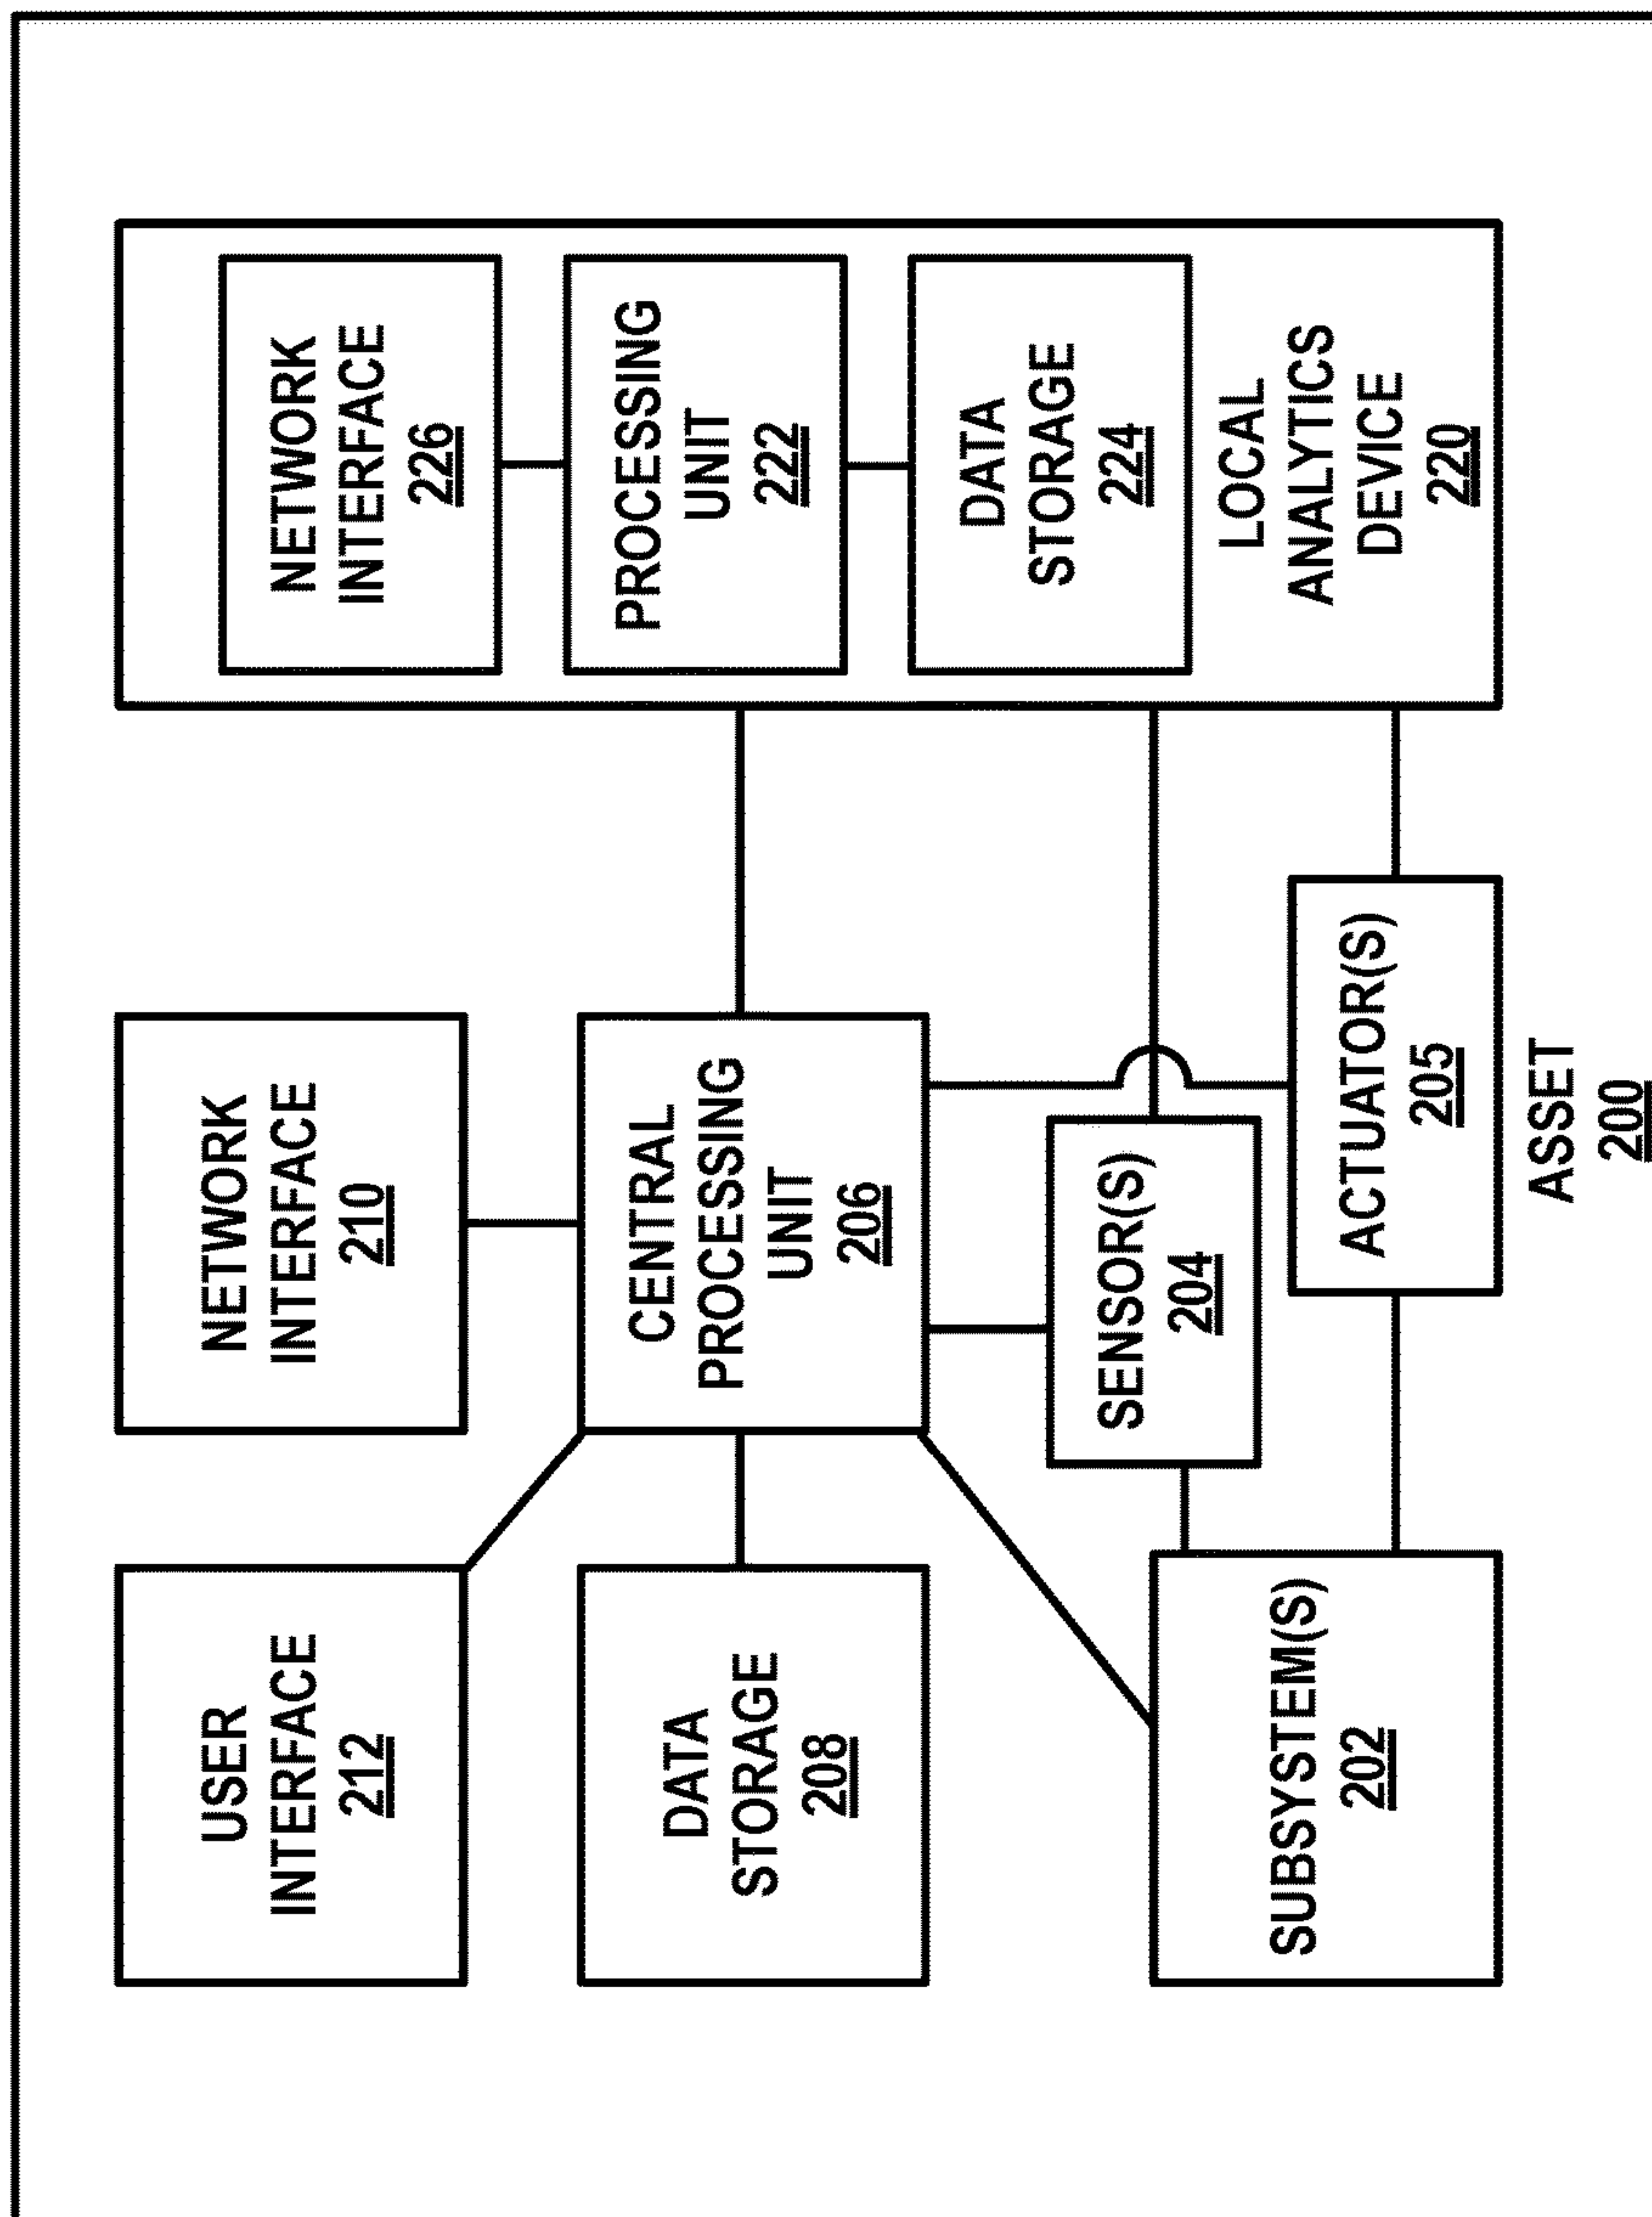 USER
INTERFACE
212
NETWORK
INTERFACE
210
NETWORK
INTERFACE
226
DATA
STORAGE
208
CENTRAL
PROCESSING
UNIT
206
PROCESSING
UNIT
222
DATA
STORAGE
224
SUBSYSTEM(S)
202
SENSOR(S)
204
ACTUATOR(S)
205
LOCAL
ANALYTICS
DEVICE
220
ASSET
200